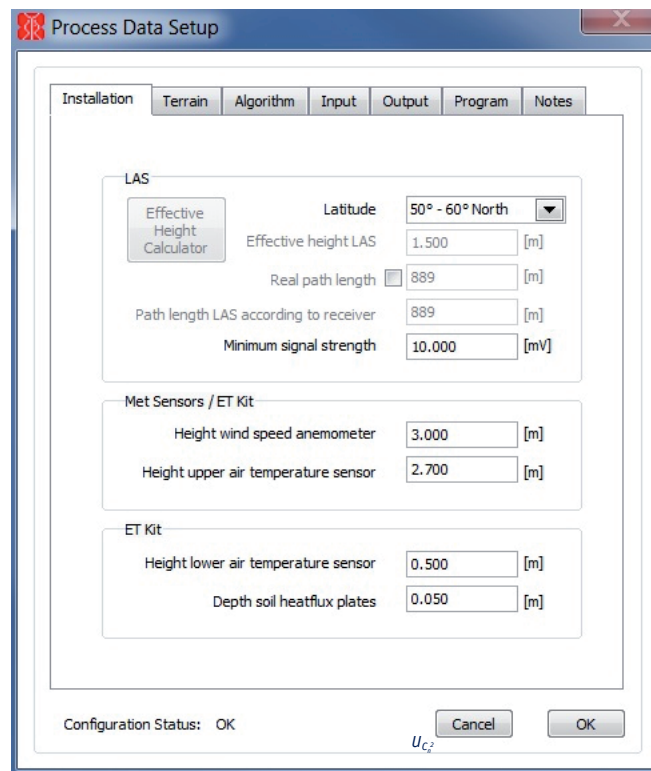 Process Data Setup
Installation Terrain Algorithm Input Output Program Notes
LAS
Effective
Height
Calculator
Latitude 50° - 60° North
Effective height LAS 1.500 [m]
Real path length 889 [m]
Path length LAS according to receiver 889 [m]
Minimum signal strength 10.000 [mV]
Met Sensors / ET Kit
Height wind speed anemometer 3.000 [m]
Height upper air temperature sensor 2.700 [m]
ET Kit
Height lower air temperature sensor 0.500 [m]
Depth soil heatflux plates 0.050 [m]
Configuration Status: OK Cancel OK
U_{C_n^2}